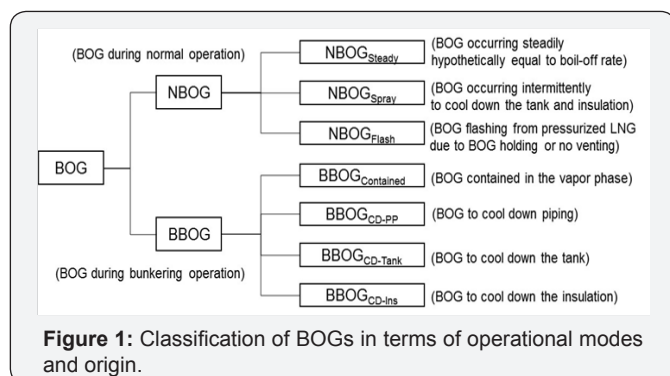 (BOG during normal operation)
NBOG_Steady
(BOG occurring steadily
hypothetically equal to boil-off rate)
NBOG
NBOG_Spray
(BOG occurring intermittently
to cool down the tank and insulation)
NBOG_Flash
(BOG flashing from pressurized LNG
due to BOG holding or no venting)
BOG
BBOG_Contained
(BOG contained in the vapor phase)
BBOG_CD-PP
(BOG to cool down piping)
BBOG
BBOG_CD-Tank
(BOG to cool down the tank)
(BOG during bunkering operation)
BBOG_CD-Ins
(BOG to cool down the insulation)
Figure 1: Classification of BOGs in terms of operational modes
and origin.